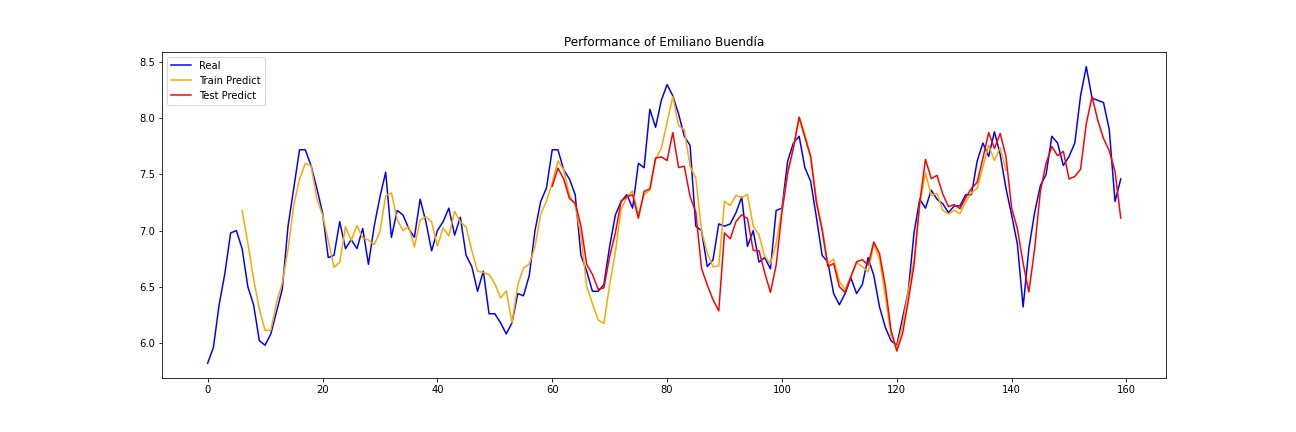 Performance of Emiliano Buendía
Real
Train Predict
Test Predict
8.5
8.0
7.5
7.0
6.5
6.0
0 20 40 60 80 100 120 140 160